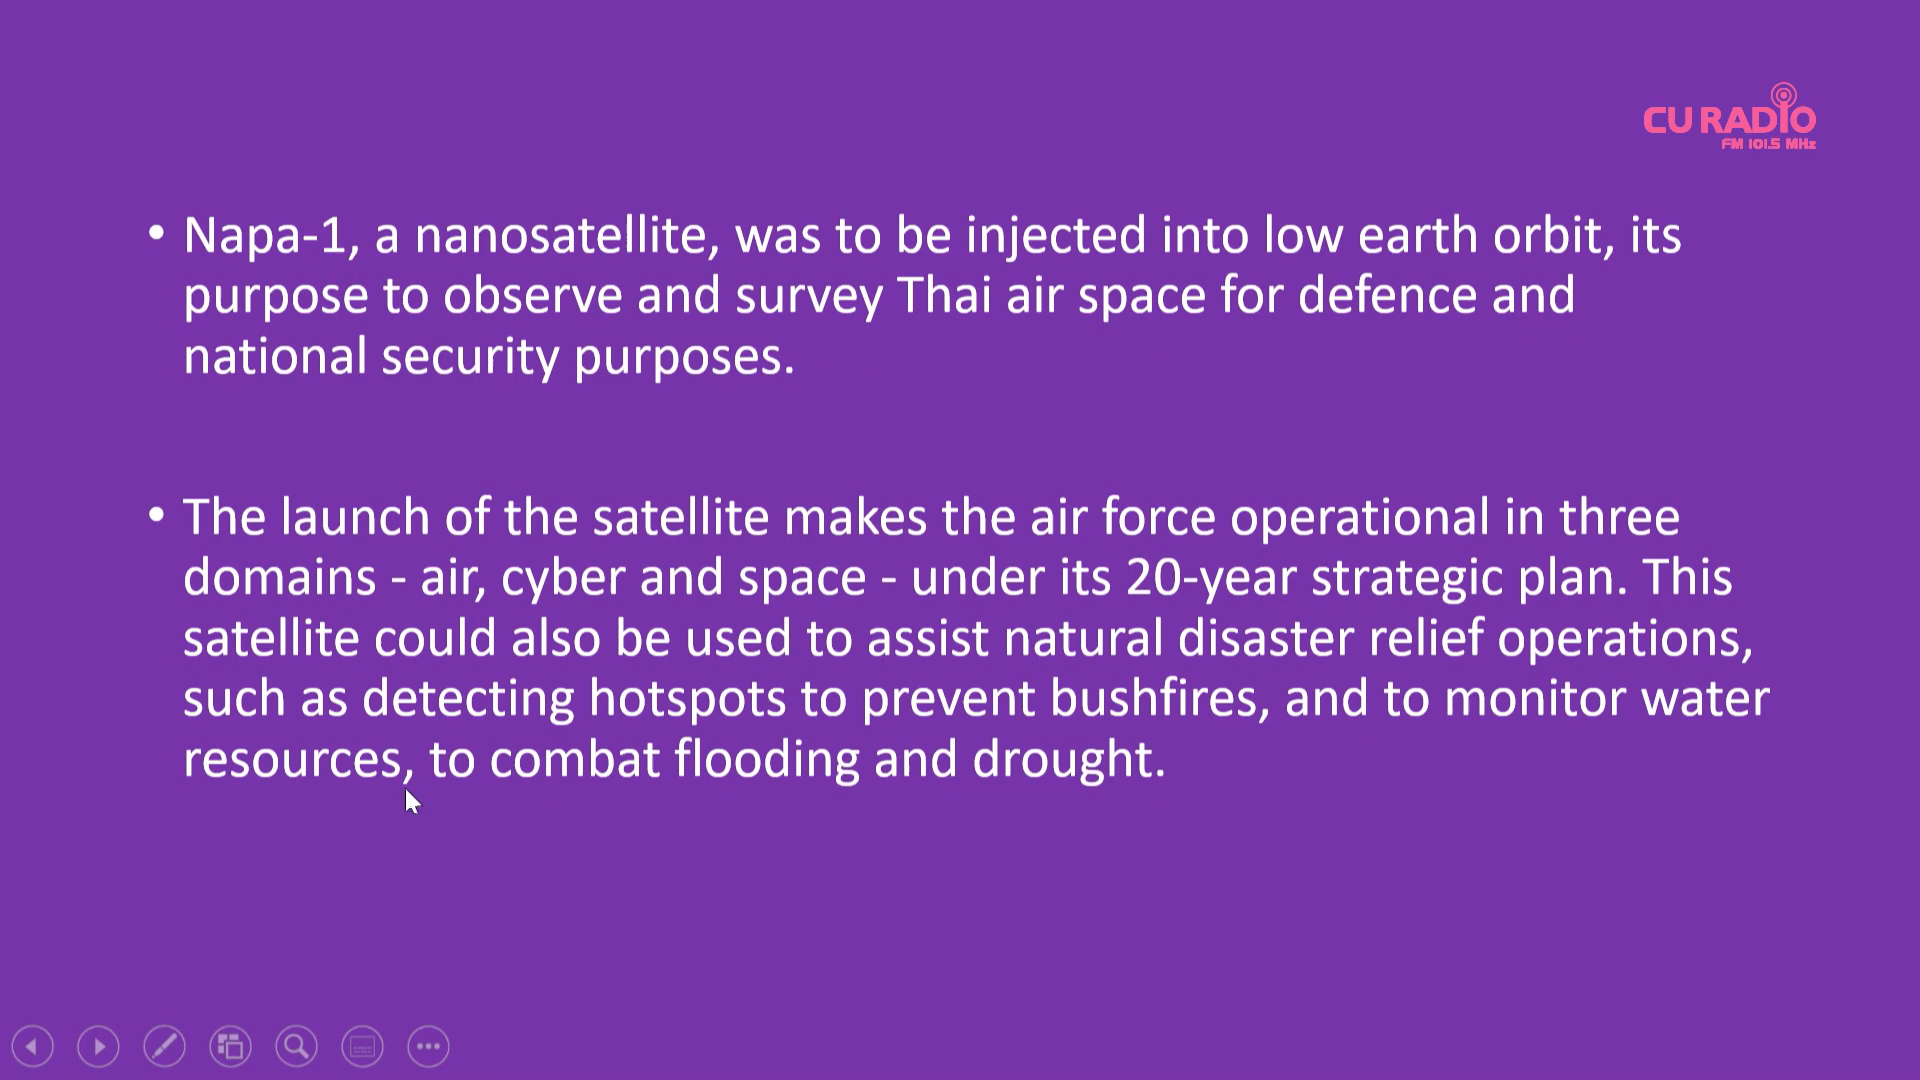 CU RADIO
FM 101.5 MHz
• Napa-1, a nanosatellite, was to be injected into low earth orbit, its
purpose to observe and survey Thai air space for defence and
national security purposes.
• The launch of the satellite makes the air force operational in three
domains - air, cyber and space - under its 20-year strategic plan. This
satellite could also be used to assist natural disaster relief operations,
such as detecting hotspots to prevent bushfires, and to monitor water
resources, to combat flooding and drought.